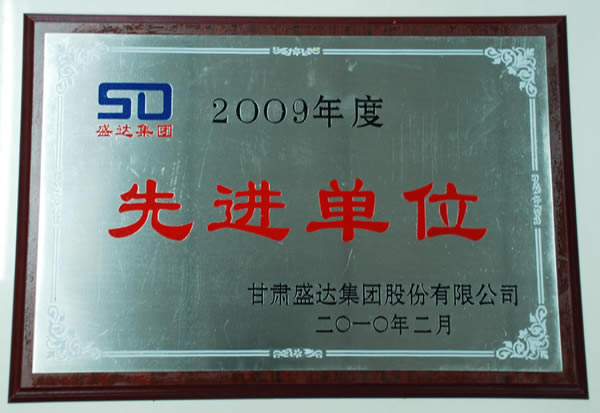 SD
盛达集团
2009年度
先进单位
甘肃盛达集团股份有限公司
二〇一〇年二月